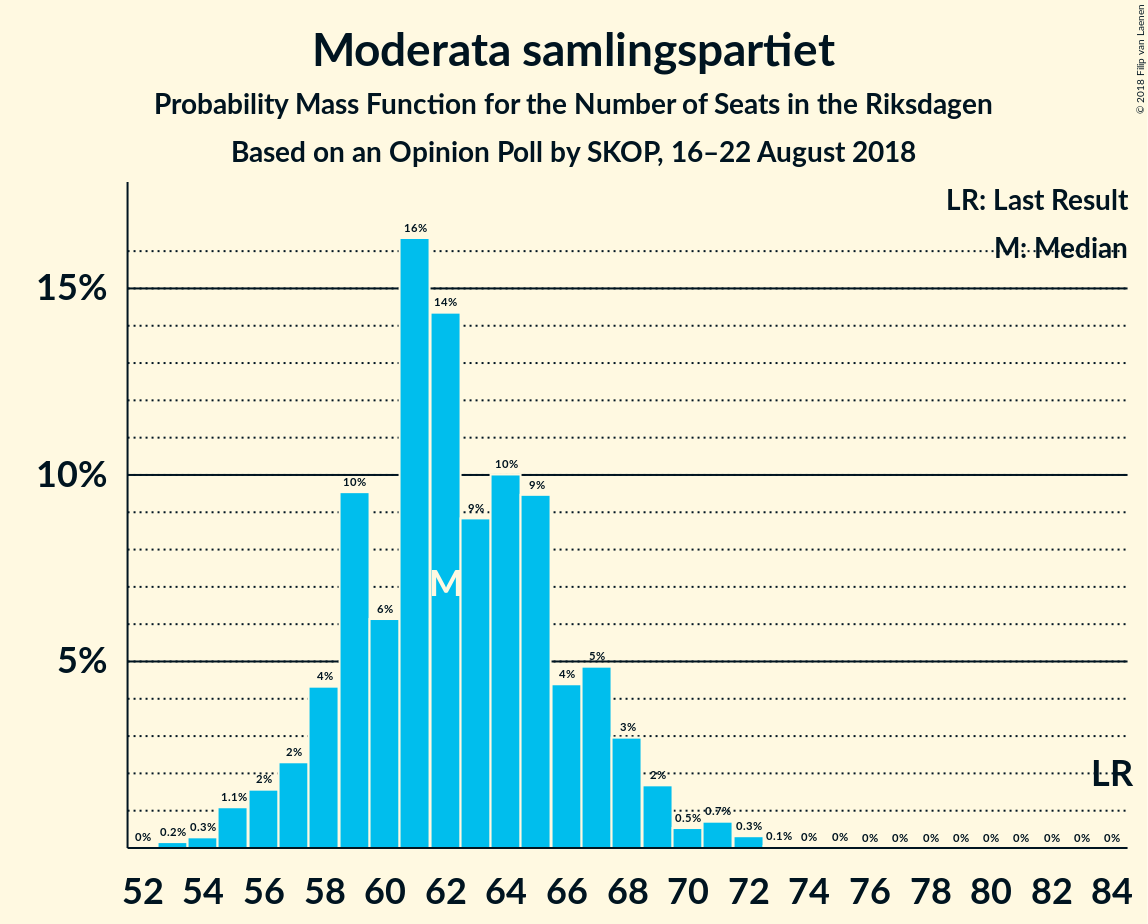 Moderata samlingspartiet
Probability Mass Function for the Number of Seats in the Riksdagen
Based on an Opinion Poll by SKOP, 16–22 August 2018
© 2018 Filip van Laenen
LR: Last Result
M: Median
15%
10%
5%
0% 0.2% 0.3% 1.1% 2% 2% 4% 10% 6% 16% 14% 9% 10% 9% 4% 5% 3% 2% 0.5% 0.7% 0.3% 0.1% 0% 0% 0% 0% 0% 0% 0% 0% 0% 0% 0%
M
LR
52 54 56 58 60 62 64 66 68 70 72 74 76 78 80 82 84